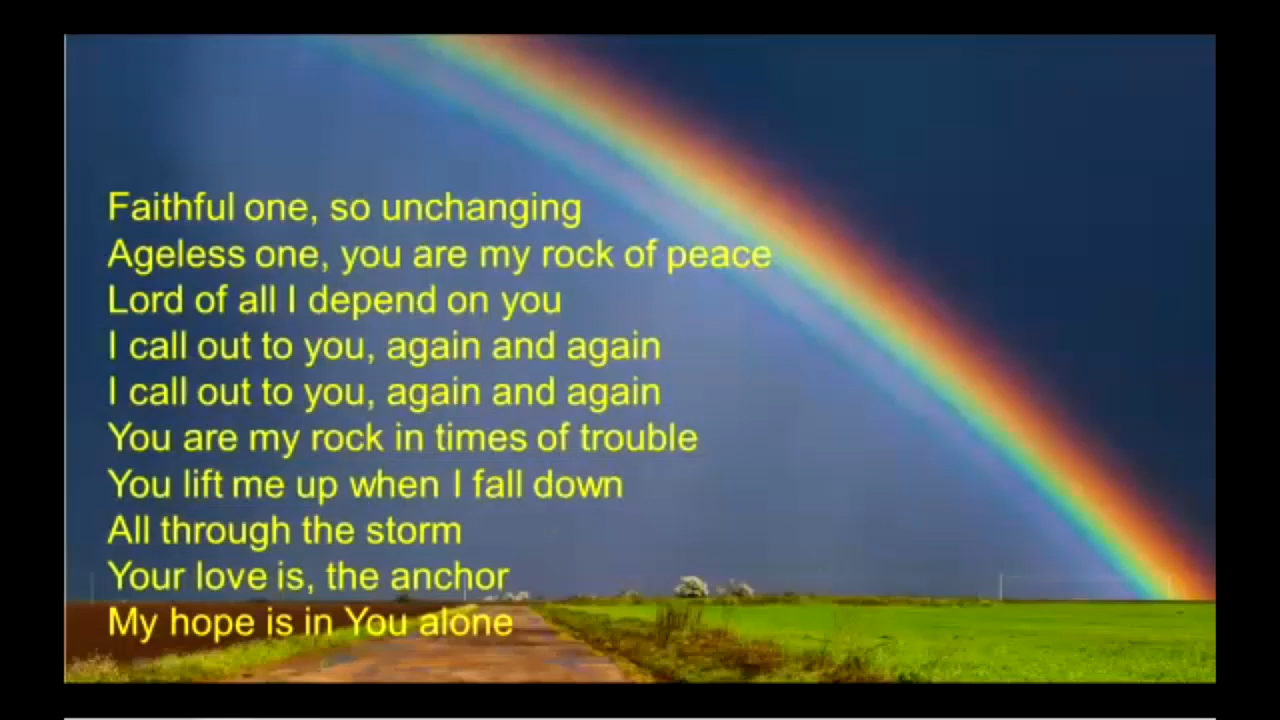 Faithful one, so unchanging
Ageless one, you are my rock of peace
Lord of all I depend on you
I call out to you, again and again
I call out to you, again and again
You are my rock in times of trouble
You lift me up when I fall down
All through the storm
Your love is, the anchor
My hope is in You alone